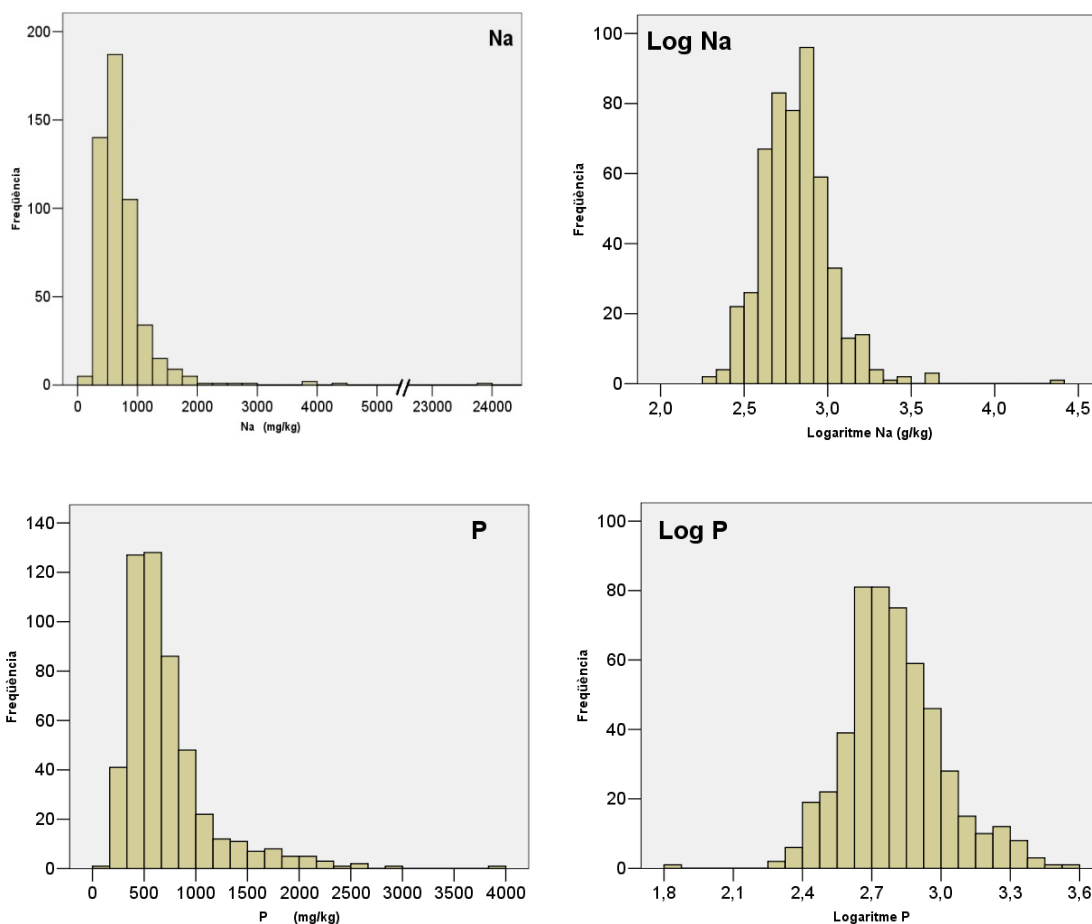 Na
200
150
100
50
0
Freqüència
0 1000 2000 3000 4000 5000 23000 24000
Na (mg/kg)
Log Na
100
80
60
40
20
0
Freqüència
2,0 2,5 3,0 3,5 4,0 4,5
Logaritme Na (g/kg)
P
140
120
100
80
60
40
20
0
Freqüència
0 500 1000 1500 2000 2500 3000 3500 4000
P (mg/kg)
Log P
100
80
60
40
20
0
Freqüència
1,8 2,1 2,4 2,7 3,0 3,3 3,6
Logaritme P